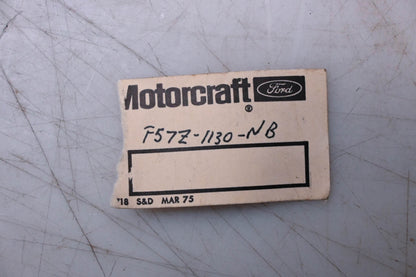 Motorcraft Ford
®
F57Z-1130-NB
'18 S&D MAR 75